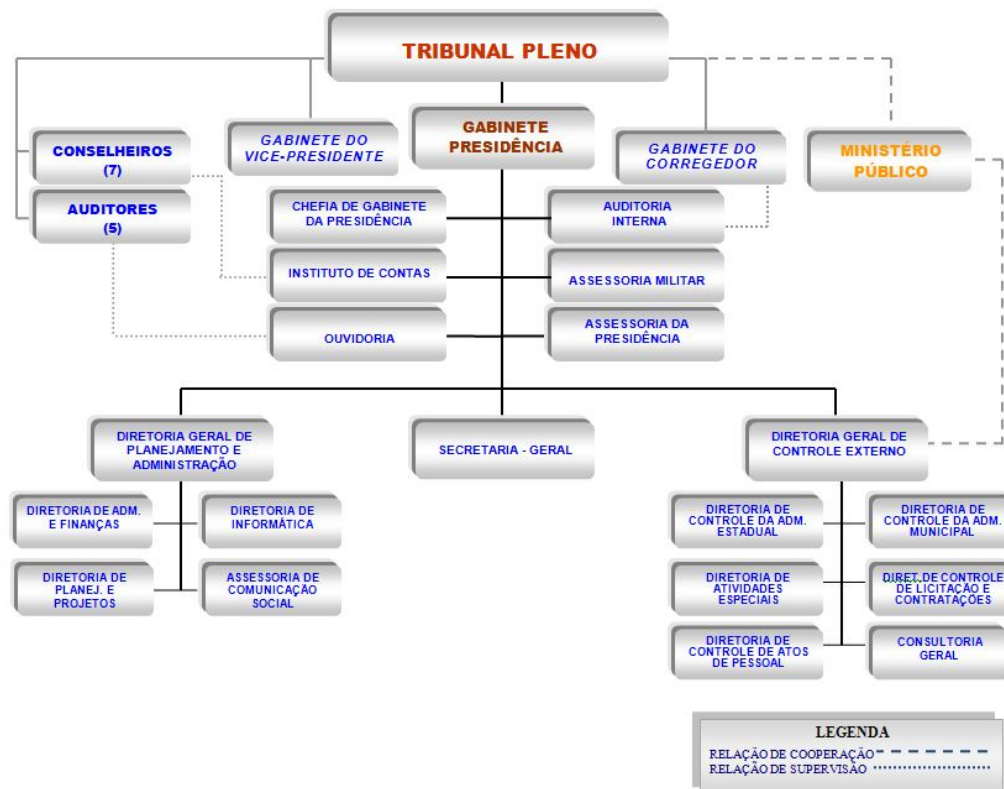 TRIBUNAL PLENO
GABINETE
PRESIDÊNCIA
CONSELHEIROS
(7)
GABINETE DO
VICE-PRESIDENTE
GABINETE DO
CORREGEDOR
MINISTÉRIO
PÚBLICO
AUDITORES
(5)
CHEFIA DE GABINETE
DA PRESIDÊNCIA
AUDITORIA
INTERNA
INSTITUTO DE CONTAS
ASSESSORIA MILITAR
OUVIDORIA
ASSESSORIA DA
PRESIDÊNCIA
DIRETORIA GERAL DE
PLANEJAMENTO E
ADMINISTRAÇÃO
SECRETARIA - GERAL
DIRETORIA GERAL DE
CONTROLE EXTERNO
DIRETORIA DE ADM.
E FINANÇAS
DIRETORIA DE
INFORMÁTICA
DIRETORIA DE
PLANEJ. E
PROJETOS
ASSESSORIA DE
COMUNICAÇÃO
SOCIAL
DIRETORIA DE
CONTROLE DA ADM.
ESTADUAL
DIRETORIA DE
CONTROLE DA ADM.
MUNICIPAL
DIRETORIA DE
ATIVIDADES
ESPECIAIS
DIRET. DE CONTROLE
DE LICITAÇÃO E
CONTRATAÇÕES
DIRETORIA DE
CONTROLE DE ATOS
DE PESSOAL
CONSULTORIA
GERAL
LEGENDA
RELAÇÃO DE COOPERAÇÃO
RELAÇÃO DE SUPERVISÃO